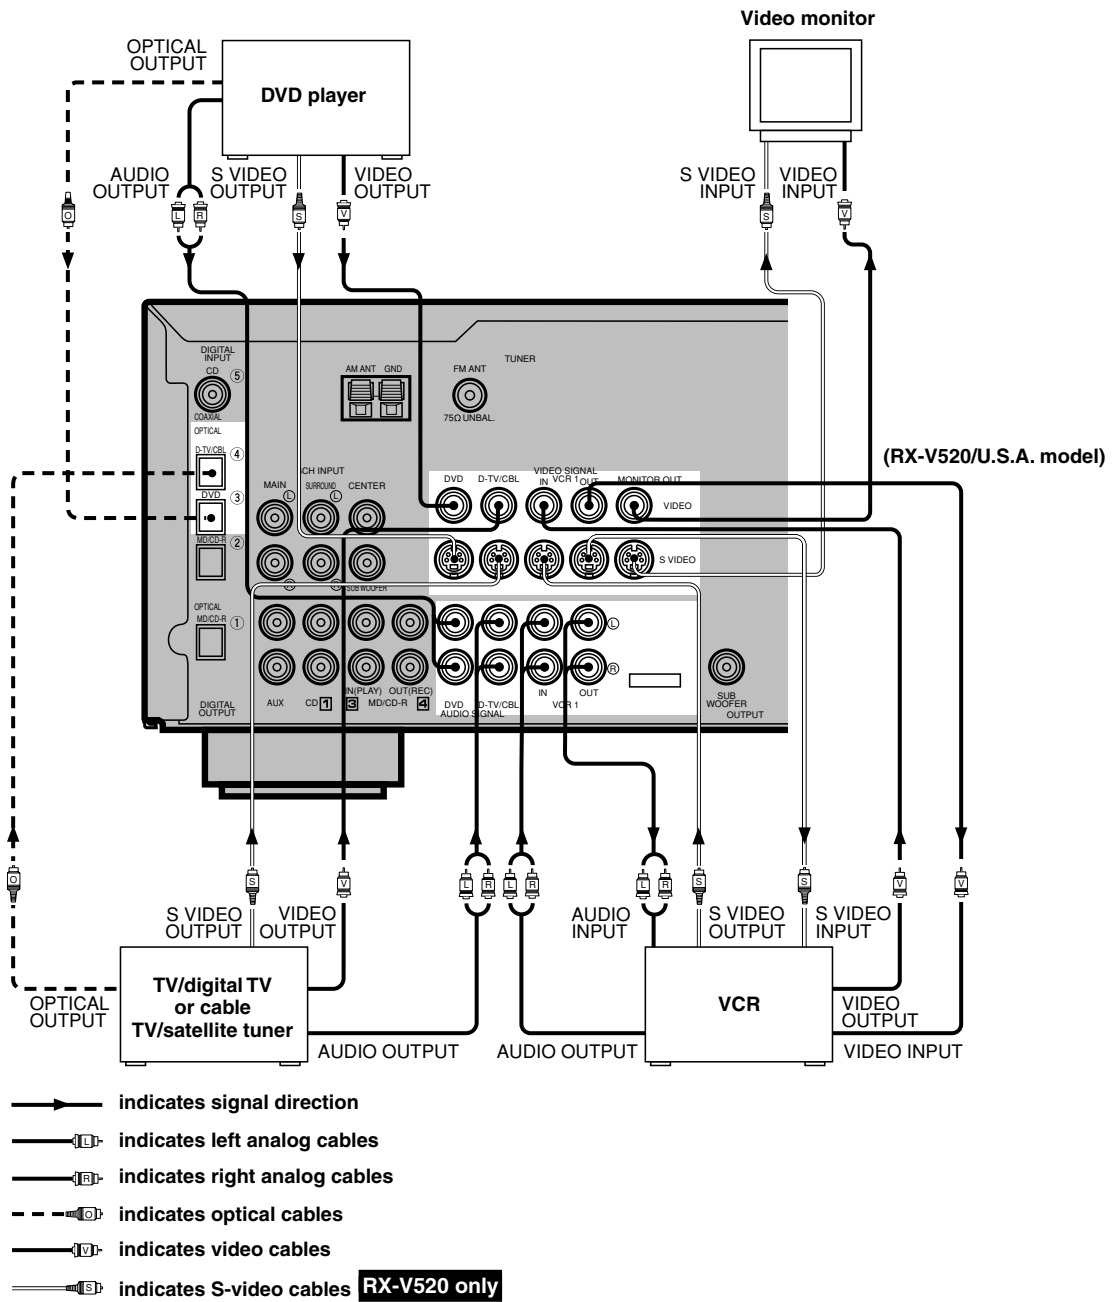 Video monitor
OPTICAL
OUTPUT
DVD player
AUDIO
OUTPUT
S VIDEO
OUTPUT
VIDEO
OUTPUT
S VIDEO
INPUT
VIDEO
INPUT
O
L
R
S
V
S
V
DIGITAL
INPUT
CD
5
COAXIAL
OPTICAL
D-TV/CBL
4
DVD
3
MD/CD-R
2
OPTICAL
MD/CD-R
1
DIGITAL
OUTPUT
AM ANT GND
FM ANT
75Ω UNBAL.
TUNER
CH INPUT
MAIN
L
SURROUND
L
CENTER
R
R
SUB WOOFER
AUX
CD 1
IN(PLAY)
OUT(REC)
3 MD/CD-R 4
VIDEO SIGNAL
DVD
D-TV/CBL
IN
VCR 1
OUT
MONITOR OUT
VIDEO
S VIDEO
L
R
DVD
D-TV/CBL
AUDIO SIGNAL
IN
OUT
VCR 1
SUB
WOOFER
OUTPUT
(RX-V520/U.S.A. model)
O
S
V
L
R
L
R
L
R
S
S
V
V
S VIDEO
OUTPUT
VIDEO
OUTPUT
AUDIO
INPUT
S VIDEO
OUTPUT
S VIDEO
INPUT
OPTICAL
OUTPUT
TV/digital TV
or cable
TV/satellite tuner
AUDIO OUTPUT
AUDIO OUTPUT
VCR
VIDEO
OUTPUT
VIDEO INPUT
indicates signal direction
L indicates left analog cables
R indicates right analog cables
O indicates optical cables
V indicates video cables
S indicates S-video cables RX-V520 only